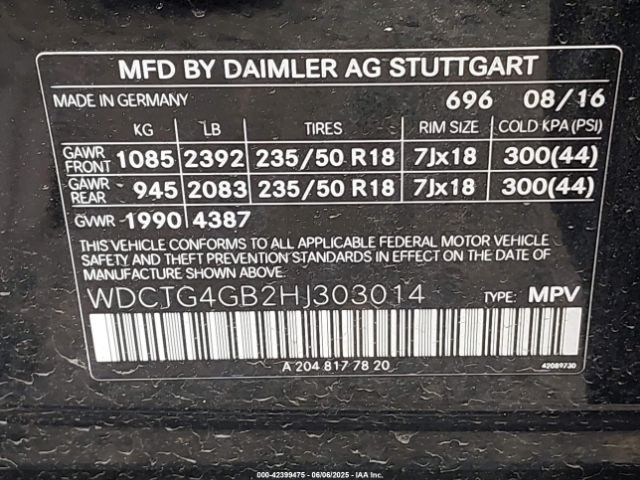 MFD BY DAIMLER AG STUTTGART
MADE IN GERMANY 696 08/16
KG LB TIRES RIM SIZE COLD KPA (PSI)
GAWR FRONT 1085 2392 235/50 R18 7Jx18 300(44)
GAWR REAR 945 2083 235/50 R18 7Jx18 300(44)
GVWR 1990 4387
THIS VEHICLE CONFORMS TO ALL APPLICABLE FEDERAL MOTOR VEHICLE
SAFETY AND THEFT PREVENTION STANDARDS IN EFFECT ON THE DATE OF
MANUFACTURE SHOWN ABOVE.
WDCTG4GB2HJ303014 TYPE: MPV
A 204 817 78 20 42089730
000-42399475 - 06/06/2025 - © IAA Inc.